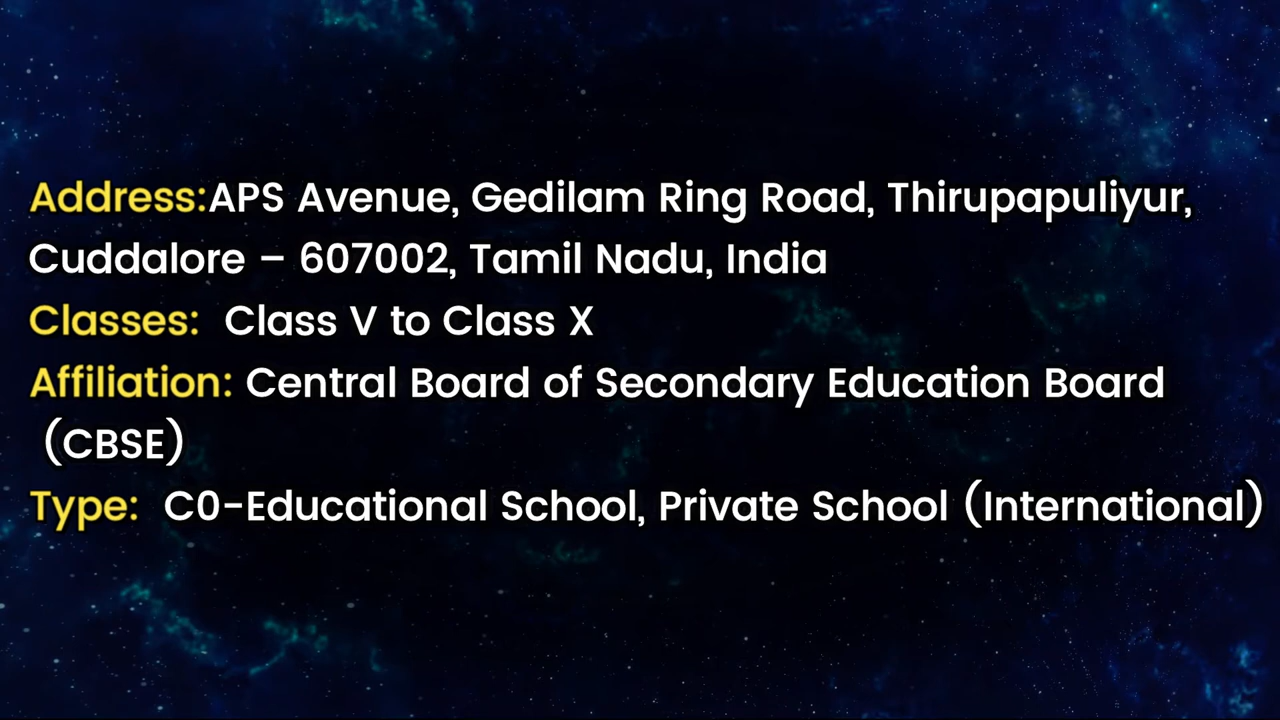 Address:APS Avenue, Gedilam Ring Road, Thirupapuliyur,
Cuddalore – 607002, Tamil Nadu, India
Classes: Class V to Class X
Affiliation: Central Board of Secondary Education Board
(CBSE)
Type: C0-Educational School, Private School (International)